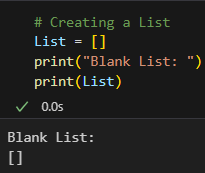 # Creating a List
List = []
print("Blank List: ")
print(List)
✓ 0.0s
Blank List:
[]